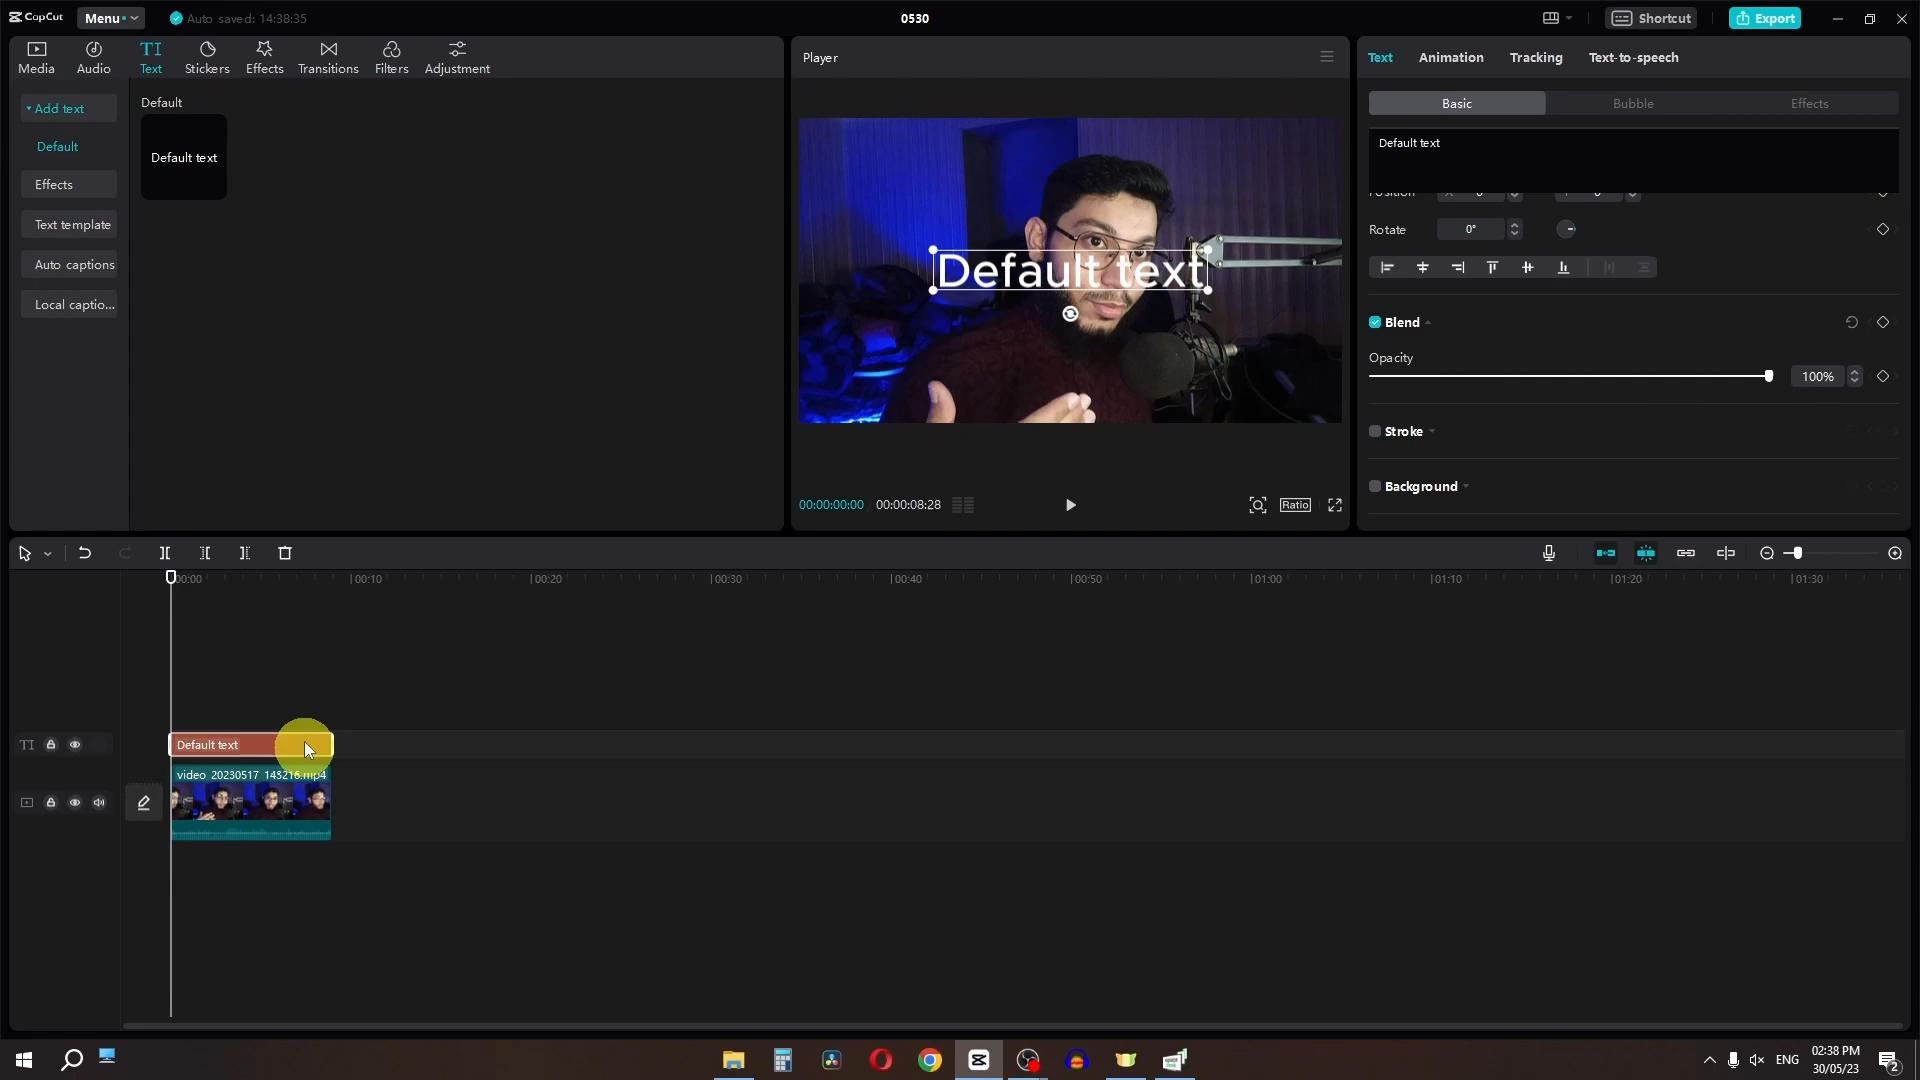 CapCut
Menu
Auto saved: 14:38:35
0530
Shortcut
Export
Media
Audio
TI
Text
Stickers
Effects
Transitions
Filters
Adjustment
Player
Text
Animation
Tracking
Text-to-speech
Add text
Default
Effects
Text template
Auto captions
Local captio...
Default
Default text
Default text
00:00:00:00
00:00:08:28
Ratio
Basic
Bubble
Effects
Default text
Position
Rotate
0°
Blend
Opacity
100%
Stroke
Background
00:00
00:10
00:20
00:30
00:40
00:50
01:00
01:10
01:20
01:30
TI
Default text
video_20230517_143216.mp4
ENG
02:38 PM
30/05/23
2